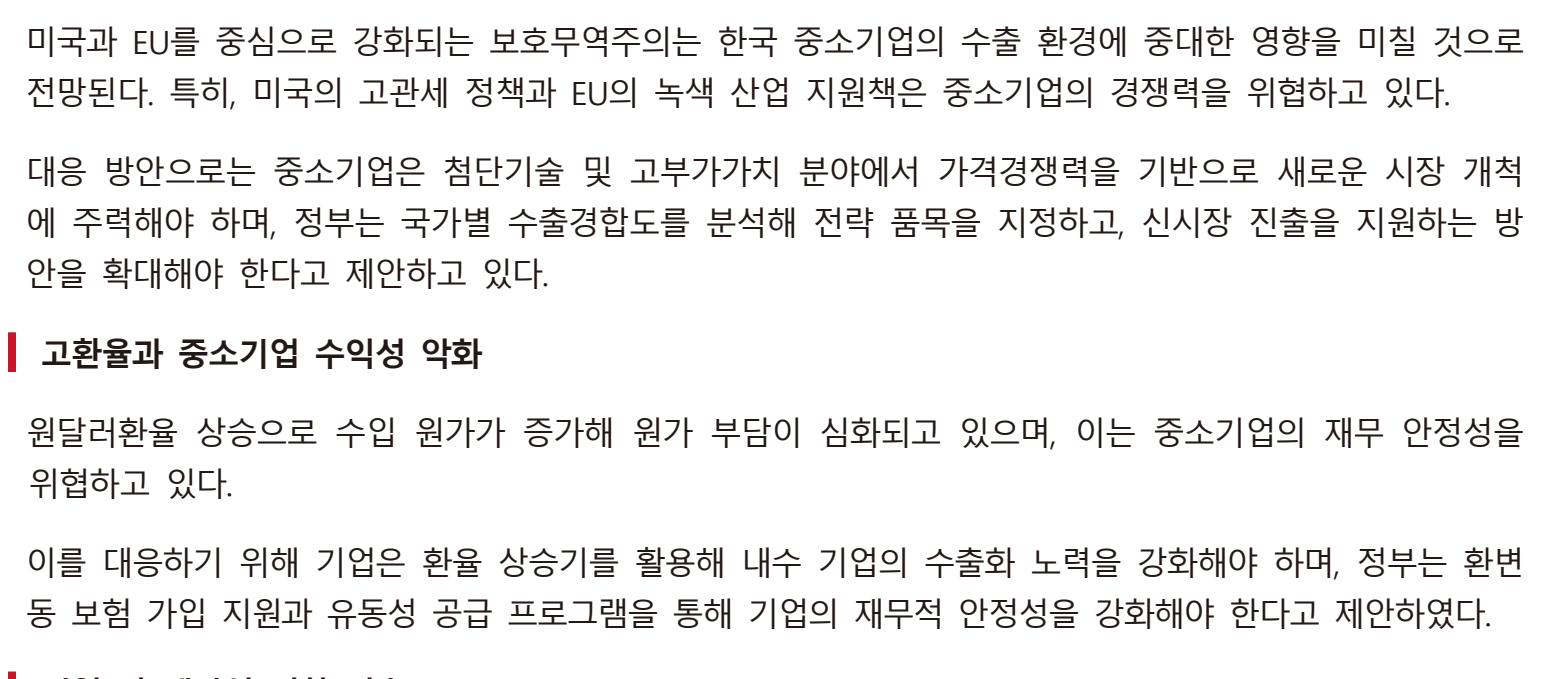 미국과 EU를 중심으로 강화되는 보호무역주의는 한국 중소기업의 수출 환경에 중대한 영향을 미칠 것으로
전망된다. 특히, 미국의 고관세 정책과 EU의 녹색 산업 지원책은 중소기업의 경쟁력을 위협하고 있다.
대응 방안으로는 중소기업은 첨단기술 및 고부가가치 분야에서 가격경쟁력을 기반으로 새로운 시장 개척
에 주력해야 하며, 정부는 국가별 수출경합도를 분석해 전략 품목을 지정하고, 신시장 진출을 지원하는 방
안을 확대해야 한다고 제안하고 있다.
고환율과 중소기업 수익성 악화
원달러환율 상승으로 수입 원가가 증가해 원가 부담이 심화되고 있으며, 이는 중소기업의 재무 안정성을
위협하고 있다.
이를 대응하기 위해 기업은 환율 상승기를 활용해 내수 기업의 수출화 노력을 강화해야 하며, 정부는 환변
동 보험 가입 지원과 유동성 공급 프로그램을 통해 기업의 재무적 안정성을 강화해야 한다고 제안하였다.